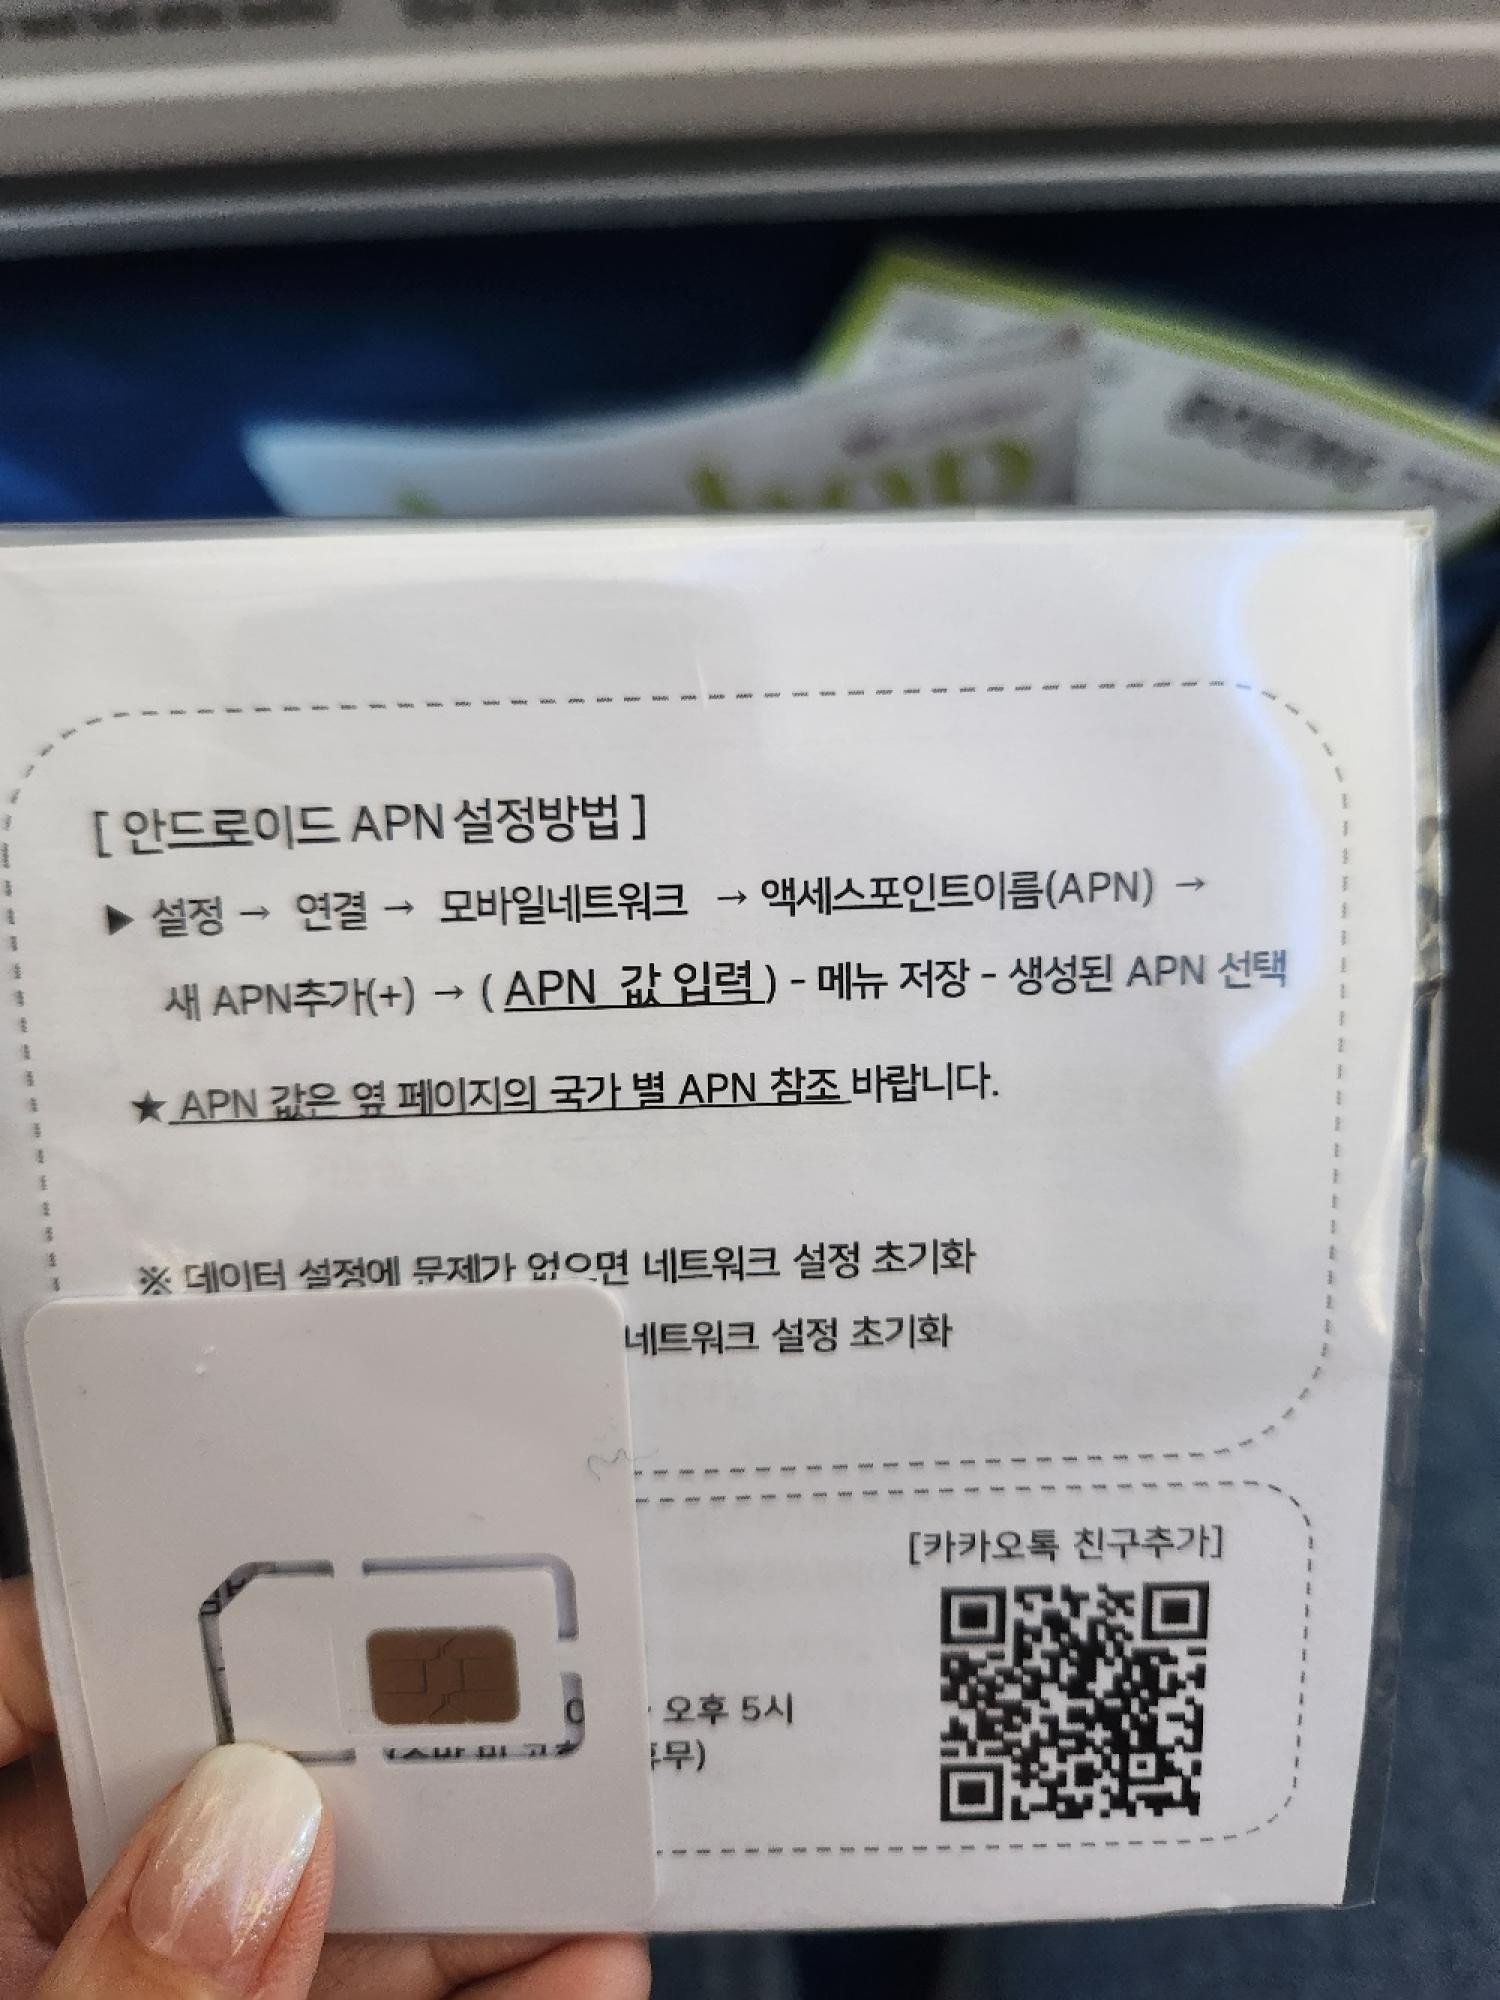 [ 안드로이드 APN 설정방법 ]
▶ 설정 → 연결 → 모바일네트워크 → 액세스포인트이름(APN) →
새 APN추가(+) → ( APN 값 입력 ) - 메뉴 저장 - 생성된 APN 선택
★ APN 값은 옆 페이지의 국가 별 APN 참조 바랍니다.
※ 데이터 설정에 문제가 없으면 네트워크 설정 초기화
네트워크 설정 초기화
[카카오톡 친구추가]
오후 5시